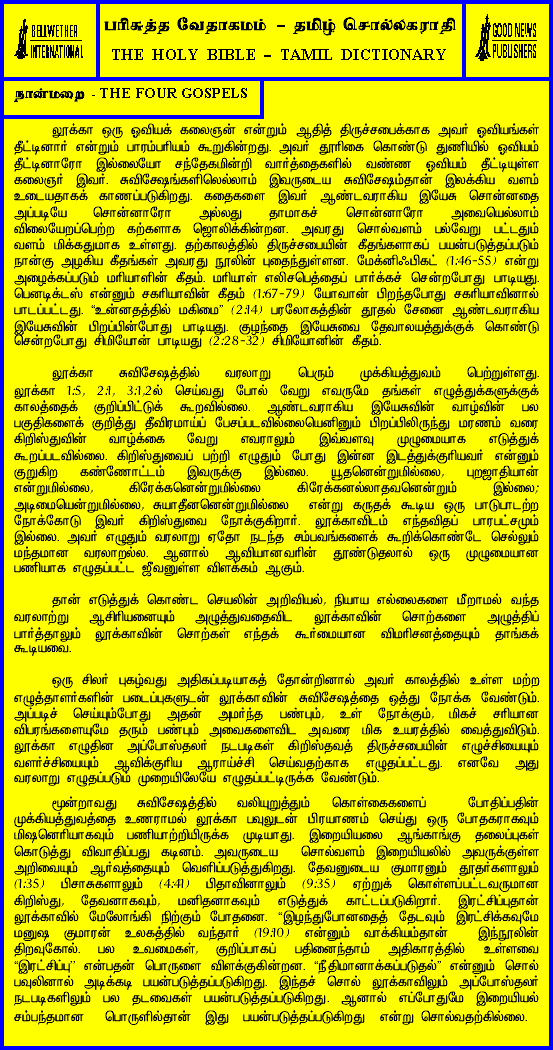 BELLWETHER
INTERNATIONAL
பரிசுத்த வேதாகமம் - தமிழ் சொல்லகராதி
THE HOLY BIBLE - TAMIL DICTIONARY
GOOD NEWS
PUBLISHERS
நான்மறை - THE FOUR GOSPELS
லூக்கா ஒரு ஓவியக் கலைஞன் என்றும் ஆதித் திருச்சபைக்காக அவர் ஓவியங்கள்
தீட்டினார் என்றும் பாரம்பரியம் கூறுகின்றது. அவர் தூரிகை கொண்டு துணியில் ஓவியம்
தீட்டினாரோ இல்லையோ சந்தேகமின்றி வார்த்தைகளில் வண்ண ஓவியம் தீட்டியுள்ள
கலைஞர் இவர். சுவிசேஷங்களிலெல்லாம் இவருடைய சுவிசேஷம்தான் இலக்கிய வளம்
உடையதாகக் காணப்படுகிறது. கதைகளை இவர் ஆண்டவராகிய இயேசு சொன்னதை
அப்படியே சொன்னாரோ அல்லது தாமாகச் சொன்னாரோ அவையெல்லாம்
விலையேறப்பெற்ற கற்களாக ஜொலிக்கின்றன. அவரது சொல்வளம் பல்வேறு பட்டதும்
வளம் மிக்கதுமாக உள்ளது. தற்காலத்தில் திருச்சபையின் கீதங்களாகப் பயன்படுத்தப்படும்
நான்கு அழகிய கீதங்கள் அவரது நூலின் புதைந்துள்ளன. மேக்னிஃபிகட் (1:46-55) என்று
அழைக்கப்படும் மரியாளின் கீதம். மரியாள் எலிசபெத்தைப் பார்க்கச் சென்றபோது பாடியது.
பெனடிக்டஸ் என்னும் சகரியாவின் கீதம் (1:67-79) யோவான் பிறந்தபோது சகரியாவினால்
பாடப்பட்டது. “உன்னதத்தில் மகிமை” (2:14) பரலோகத்தின் தூதல் சேனை ஆண்டவராகிய
இயேசுவின் பிறப்பின்போது பாடியது. குழந்தை இயேசுவை தேவாலயத்துக்குக் கொண்டு
சென்றபோது சிமியோன் பாடியது (2:28-32) சிமியோனின் கீதம்.
லூக்கா சுவிசேஷத்தில் வரலாறு பெரும் முக்கியத்துவம் பெற்றுள்ளது.
லூக்கா 1:5, 2:1, 3:1,2ல் செய்வது போல் வேறு எவருமே தங்கள் எழுத்துக்களுக்குக்
காலத்தைக் குறிப்பிட்டுக் கூறவில்லை. ஆண்டவராகிய இயேசுவின் வாழ்வின் பல
பகுதிகளைக் குறித்து தீவிரமாய்ப் பேசப்படவில்லையெனினும் பிறப்பிலிருந்து மரணம் வரை
கிறிஸ்துவின் வாழ்க்கை வேறு எவராலும் இவ்வளவு முழுமையாக எடுத்துக்
கூறப்படவில்லை. கிறிஸ்துவைப் பற்றி எழுதும் போது இன்ன இடத்துக்குரியவர் என்னும்
குறுகிற கண்ணோட்டம் இவருக்கு இல்லை. யூதனென்றுமில்லை, புறஜாதியான்
என்றுமில்லை, கிரேக்கனென்றுமில்லை கிரேக்கனல்லாதவனென்றும் இல்லை;
அடிமையென்றுமில்லை, சுயாதீனனென்றுமில்லை என்று கருதக் கூடிய ஒரு பாடுபாடற்ற
நோக்கோடு இவர் கிறிஸ்துவை நோக்குகிறார். லூக்காவிடம் எந்தவிதப் பாரபட்சமும்
இல்லை. அவர் எழுதும் வரலாறு ஏதோ நடந்த சம்பவங்களைக் கூறிக்கொண்டே செல்லும்
மந்தமான வரலாறல்ல. ஆனால் ஆவியானவரின் தூண்டுதலால் ஒரு முழுமையான
பணியாக எழுதப்பட்ட ஜீவனுள்ள விளக்கம் ஆகும்.
தான் எடுத்துக் கொண்ட செயலின் அறிவியல், நியாய எல்லைகளை மீறாமல் வந்த
வரலாற்று ஆசிரியனையும் அழுத்துவதைவிட லூக்காவின் சொற்களை அழுத்திப்
பார்த்தாலும் லூக்காவின் சொற்கள் எந்தக் கூர்மையான விமரிசனத்தையும் தாங்கக்
கூடியவை.
ஒரு சிலர் புகழ்வது அதிகப்படியாகத் தோன்றினால் அவர் காலத்தில் உள்ள மற்ற
எழுத்தாளர்களின் படைப்புகளுடன் லூக்காவின் சுவிசேஷத்தை ஒத்து நோக்க வேண்டும்.
அப்படிச் செய்யும்போது அதன் அமர்ந்த பண்பும், உள் நோக்கும், மிகச் சரியான
விபரங்களையுமே தரும் பண்பும் அவைகளைவிட அவரை மிக உயரத்தில் வைத்துவிடும்.
லூக்கா எழுதின அப்போஸ்தலர் நடபடிகள் கிறிஸ்தவத் திருச்சபையின் எழுச்சியையும்
வளர்ச்சியையும் ஆவிக்குரிய ஆராய்ச்சி செய்வதற்காக எழுதப்பட்டது. எனவே அது
வரலாறு எழுதப்படும் முறையிலேயே எழுதப்பட்டிருக்க வேண்டும்.
மூன்றாவது சுவிசேஷத்தில் வலியுறுத்தும் கொள்கைகளைப் போதிப்பதின்
முக்கியத்துவத்தை உணராமல் லூக்கா பவுலுடன் பிரயாணம் செய்து ஒரு போதகராகவும்
மிஷனெரியாகவும் பணியாற்றியிருக்க முடியாது. இறையியலை ஆங்காங்கு தலைப்புகள்
கொடுத்து விவாதிப்பது கடினம். அவருடைய சொல்வளம் இறையியலில் அவருக்குள்ள
அறிவையும் ஆர்வத்தையும் வெளிப்படுத்துகிறது. தேவனுடைய குமாரனும் தூதர்களாலும்
(1:35) பிசாசுகளாலும் (4:41) பிதாவினாலும் (9:35) ஏற்றுக் கொள்ளப்பட்டவருமான
கிறிஸ்து, தேவனாகவும், மனிதனாகவும் எடுத்துக் காட்டப்படுகிறார். இரட்சிப்புதான்
லூக்காவில் மேலோங்கி நிற்கும் போதனை. “இழந்துபோனதைத் தேடவும் இரட்சிக்கவுமே
மனுஷ குமாரன் உலகத்தில் வந்தார் (19:10) என்னும் வாக்கியம்தான் இந்நூலின்
திறவுகோல். பல உவமைகள், குறிப்பாகப் பதினைந்தாம் அதிகாரத்தில் உள்ளவை
“இரட்சிப்பு” என்பதன் பொருளை விளக்குகின்றன. “நீதிமானாக்கப்படுதல்” என்னும் சொல்
பவுலினால் அடிக்கடி பயன்படுத்தப்படுகிறது. இந்தச் சொல் லூக்காவிலும் அப்போஸ்தலர்
நடபடிகளிலும் பல தடவைகள் பயன்படுத்தப்படுகிறது. ஆனால் எப்போதுமே இறையியல்
சம்பந்தமான பொருளில்தான் இது பயன்படுத்தப்படுகிறது என்று சொல்வதற்கில்லை.